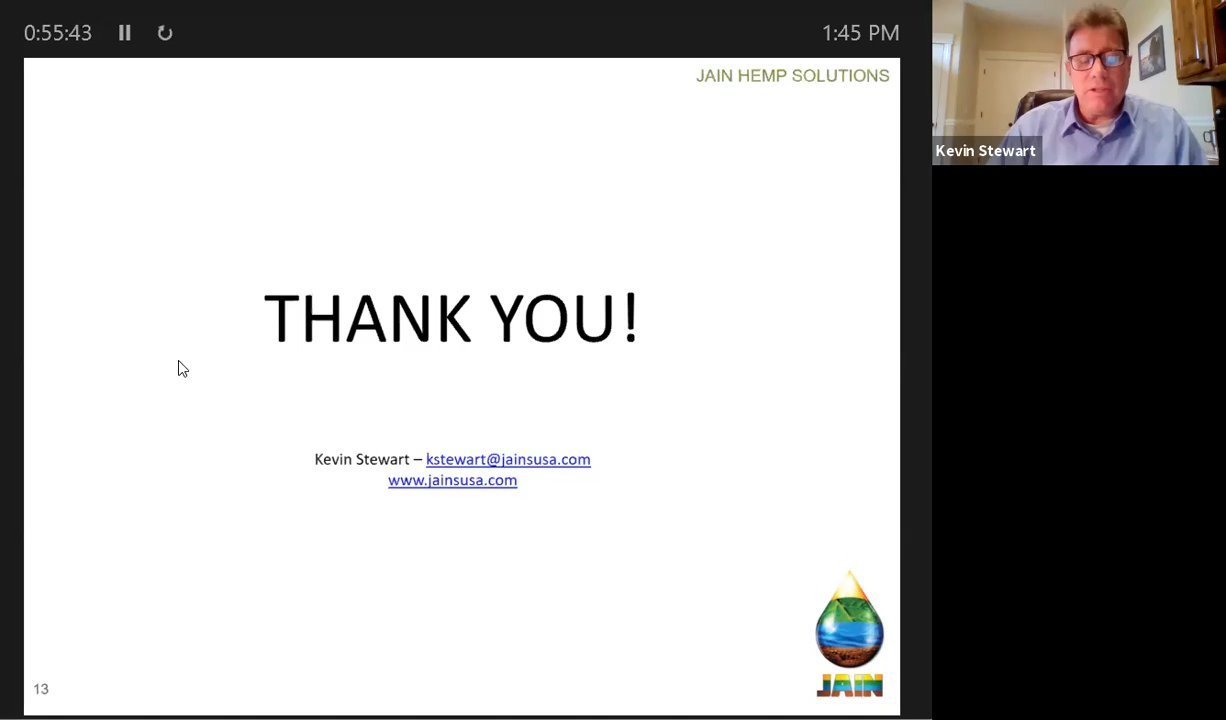 0:55:43
1:45 PM
JAIN HEMP SOLUTIONS
Kevin Stewart
THANK YOU!
Kevin Stewart – kstewart@jainsusa.com
www.jainsusa.com
JAIN
13